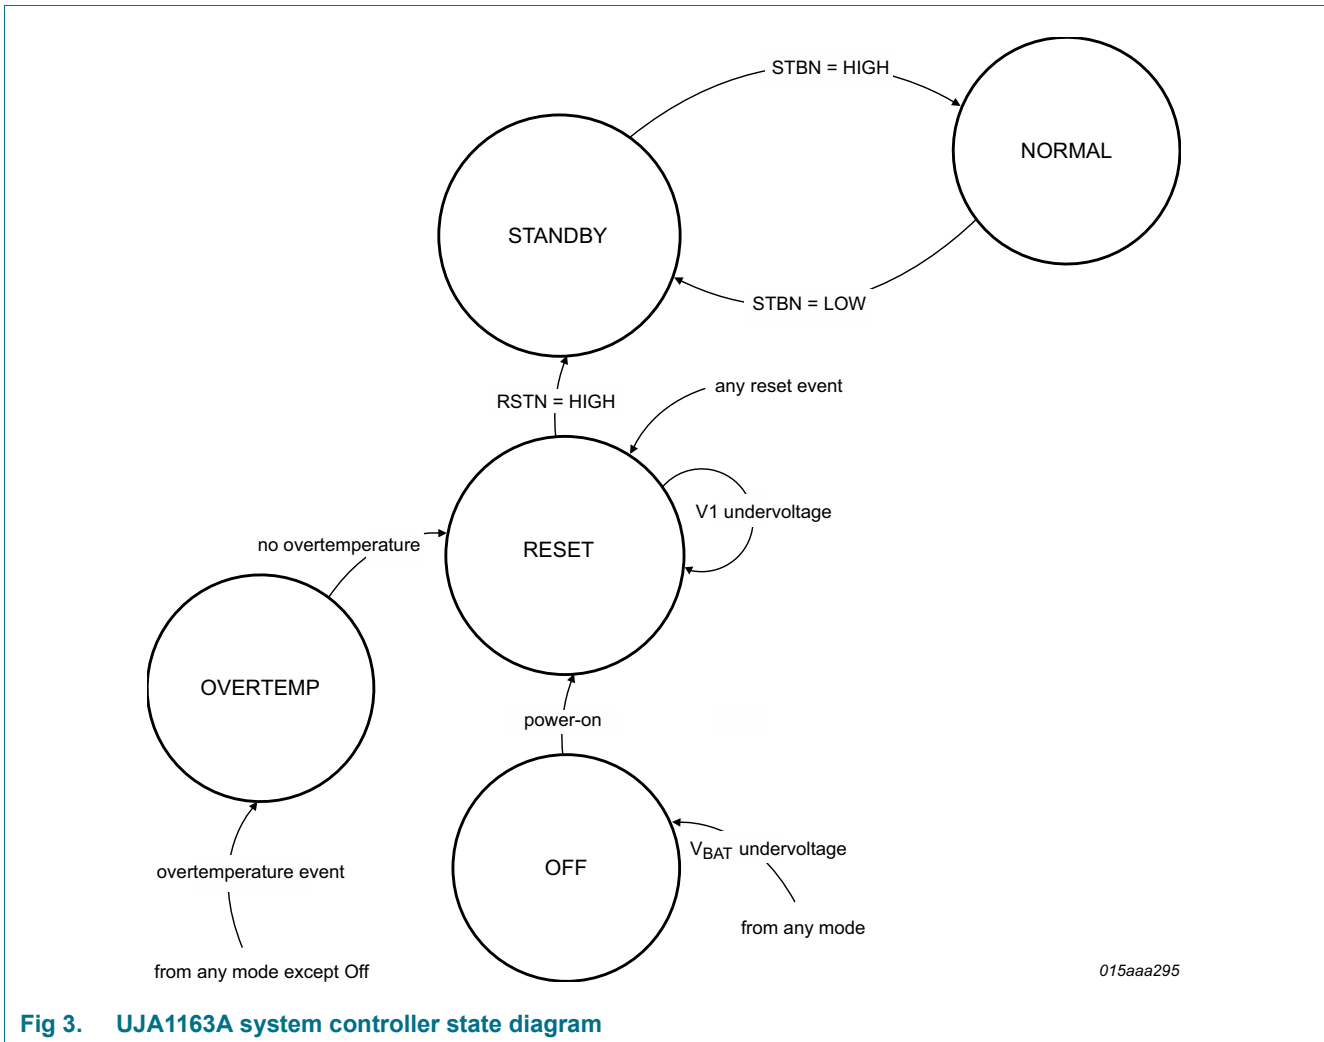 STBN = HIGH
NORMAL
STANDBY
STBN = LOW
any reset event
RSTN = HIGH
V1 undervoltage
no overtemperature
RESET
OVERTEMP
power-on
VBAT undervoltage
OFF
overtemperature event
from any mode
from any mode except Off
015aaa295
Fig 3. UJA1163A system controller state diagram